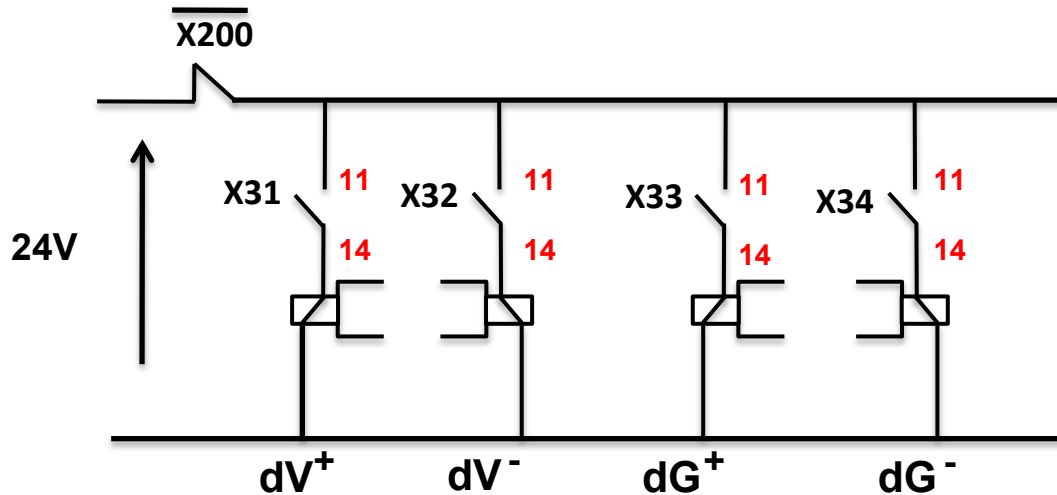 X200
X31 11 X32 11 X33 11 X34 11
24V 14 14 14 14
dV⁺ dV⁻ dG⁺ dG⁻